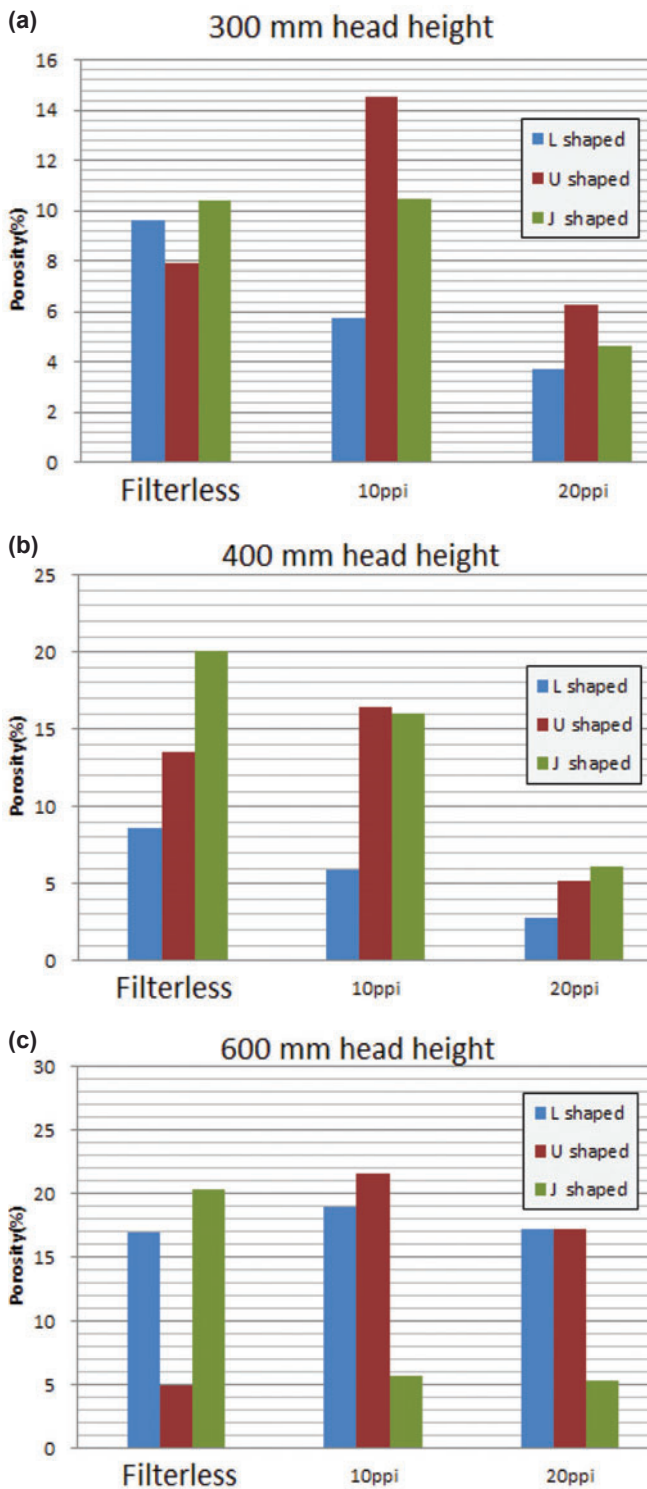 (a)
300 mm head height
16
14
12
10
8
6
4
2
0
Porosity(%)
L shaped
U shaped
J shaped
Filterless 10ppi 20ppi
(b)
400 mm head height
25
20
15
10
5
0
Porosity(%)
L shaped
U shaped
J shaped
Filterless 10ppi 20ppi
(c)
600 mm head height
30
25
20
15
10
5
0
Porosity(%)
L shaped
U shaped
J shaped
Filterless 10ppi 20ppi